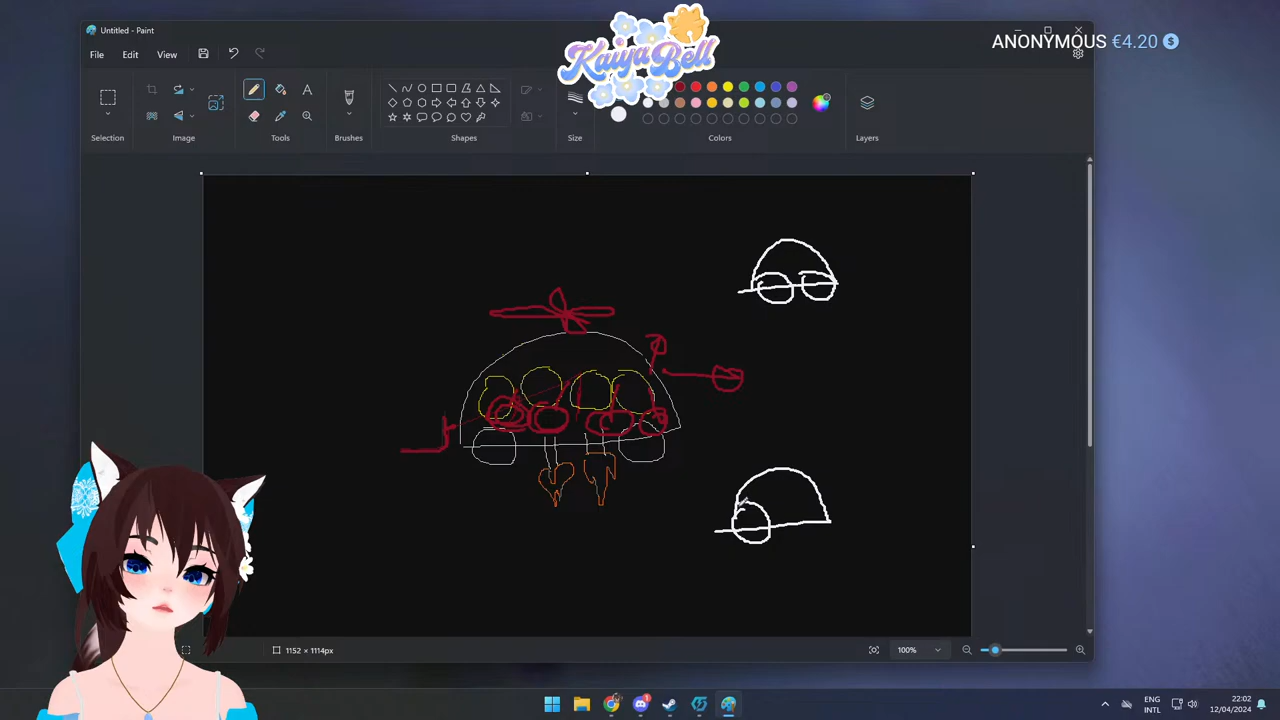 Untitled - Paint
Kaiya Bell
ANONYMOUS €4.20
File Edit View
Selection Image Tools Brushes Shapes Size Colors Layers
1152 × 1114px
100%
1
ENG
INTL
22:02
12/04/2024